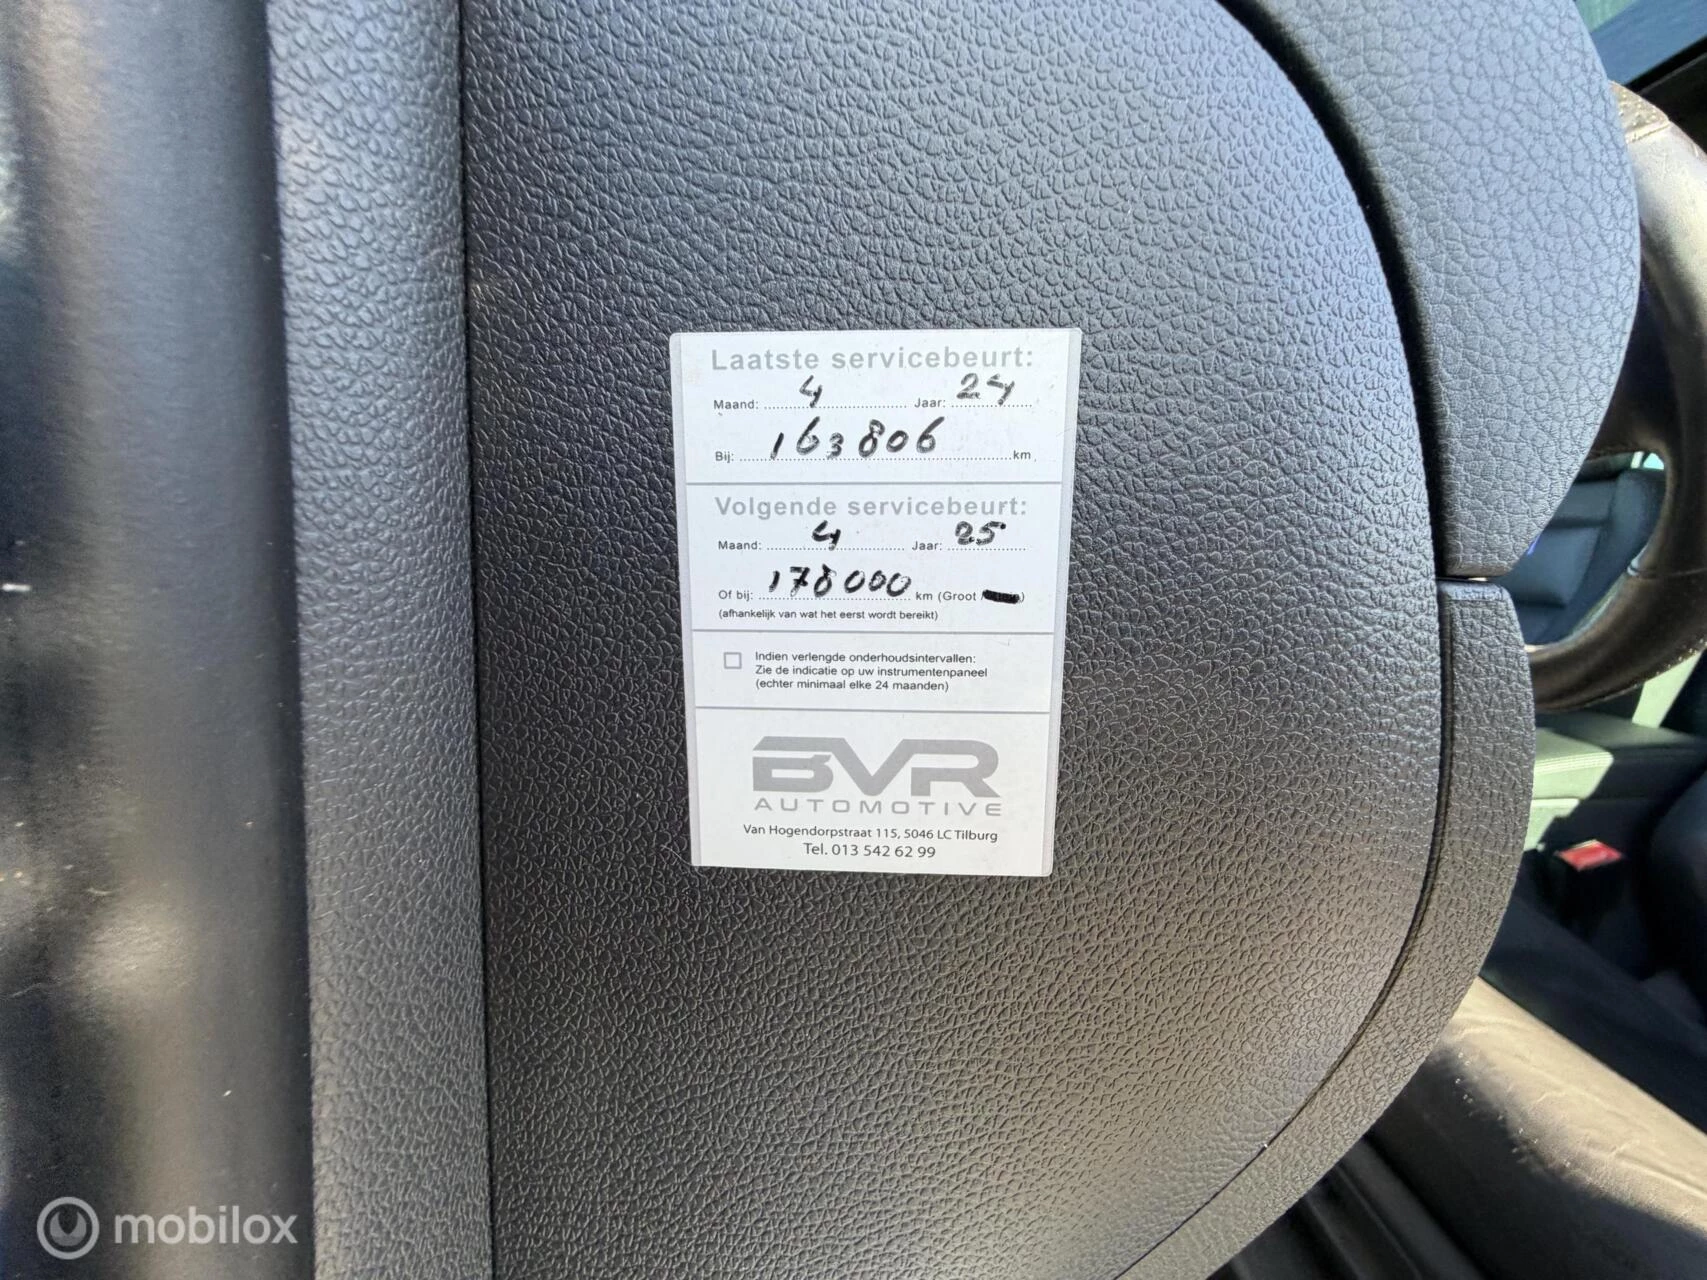 Laatste servicebeurt:
Maand: 4 Jaar: 24
Bij: 163806 km
Volgende servicebeurt:
Maand: 4 Jaar: 25
Of bij: 178000 km (Groot / )
(afhankelijk van wat het eerst wordt bereikt)
Indien verlengde onderhoudsintervallen:
Zie de indicatie op uw instrumentenpaneel
(echter minimaal elke 24 maanden)
BVR
AUTOMOTIVE
Van Hogendorpstraat 115, 5046 LC Tilburg
Tel. 013 542 62 99
mobilox